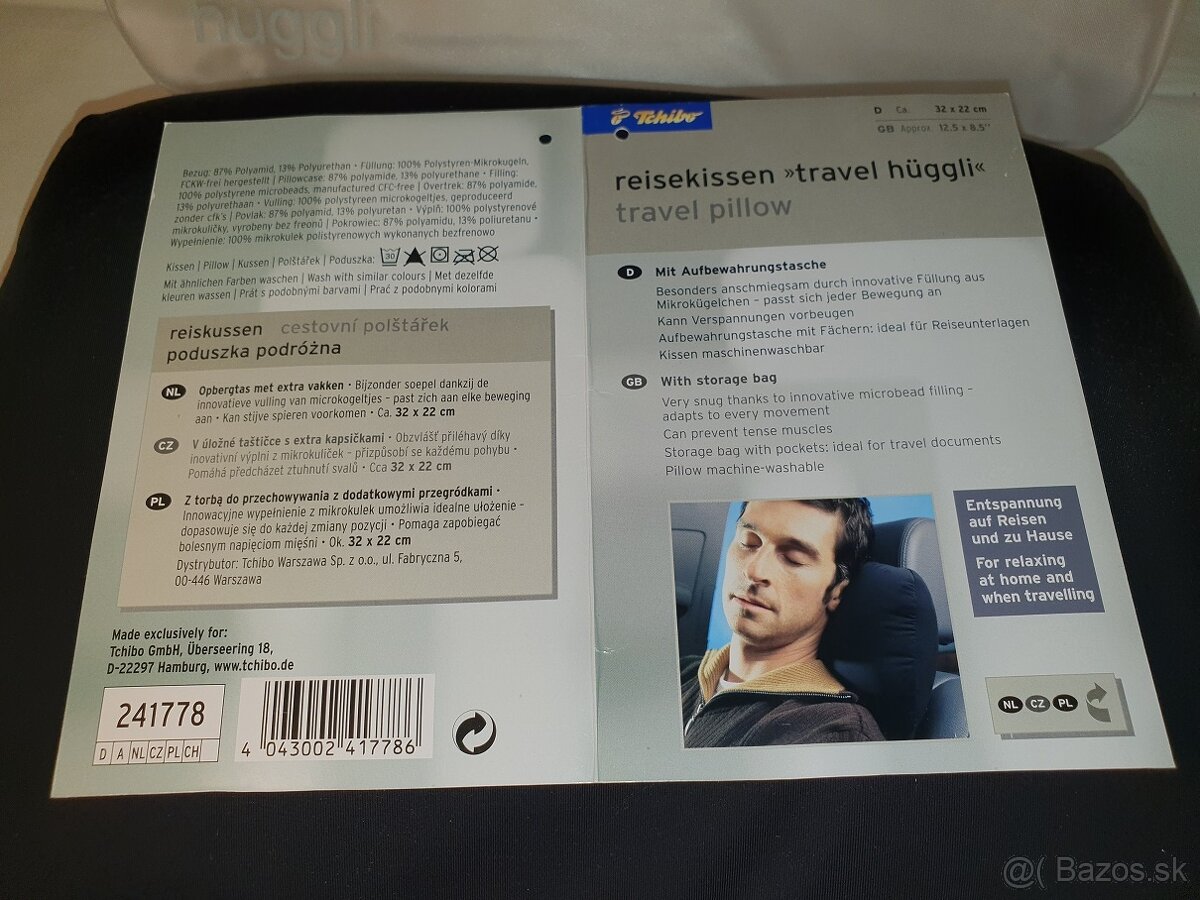 hüggli
Bezug: 87% Polyamid, 13% Polyurethan • Füllung: 100% Polystyren-Mikrokugeln,
FCKW-frei hergestellt | Pillowcase: 87% polyamide, 13% polyurethane • Filling:
100% polystyrene microbeads, manufactured CFC-free | Overtrek: 87% polyamide,
13% polyurethaan • Vulling: 100% polystyreen microkogeltjes, geproduceerd
zonder cfk's | Povlak: 87% polyamid, 13% polyuretan • Výplň: 100% polystyrenové
mikrokuličky, vyrobeny bez freonů | Pokrowiec: 87% polyamidu, 13% poliuretanu •
Wypełnienie: 100% mikrokulek polistyrenowych wykonanych bezfreonowo
Kissen | Pillow | Kussen | Polštářek | Poduszka: 30
Mit ähnlichen Farben waschen | Wash with similar colours | Met dezelfde
kleuren wassen | Prát s podobnými barvami | Prać z podobnymi kolorami
reiskussen cestovní polštářek
poduszka podróżna
NL Opbergtas met extra vakken • Bijzonder soepel dankzij de
innovatieve vulling van microkogeltjes – past zich aan elke beweging
aan • Kan stijve spieren voorkomen • Ca. 32 x 22 cm
CZ V úložné taštičce s extra kapsičkami • Obzvlášť přiléhavý díky
inovativní výplni z mikrokuliček – přizpůsobí se každému pohybu •
Pomáhá předcházet ztuhnutí svalů • Cca 32 x 22 cm
PL Z torbą do przechowywania z dodatkowymi przegródkami •
Innowacyjne wypełnienie z mikrokulek umożliwia idealne ułożenie –
dopasowuje się do każdej zmiany pozycji • Pomaga zapobiegać
bolesnym napięciom mięśni • Ok. 32 x 22 cm
Dystrybutor: Tchibo Warszawa Sp. z o.o., ul. Fabryczna 5,
00-446 Warszawa
Made exclusively for:
Tchibo GmbH, Überseering 18,
D-22297 Hamburg, www.tchibo.de
241778
D A NL CZ PL CH
4 043002 417786
Tchibo
D Ca. 32 x 22 cm
GB Approx. 12.5 x 8.5"
reisekissen »travel hüggli«
travel pillow
D Mit Aufbewahrungstasche
Besonders anschmiegsam durch innovative Füllung aus
Mikrokügelchen – passt sich jeder Bewegung an
Kann Verspannungen vorbeugen
Aufbewahrungstasche mit Fächern: ideal für Reiseunterlagen
Kissen maschinenwaschbar
GB With storage bag
Very snug thanks to innovative microbead filling –
adapts to every movement
Can prevent tense muscles
Storage bag with pockets: ideal for travel documents
Pillow machine-washable
Entspannung
auf Reisen
und zu Hause
For relaxing
at home and
when travelling
NL CZ PL
@( Bazos.sk